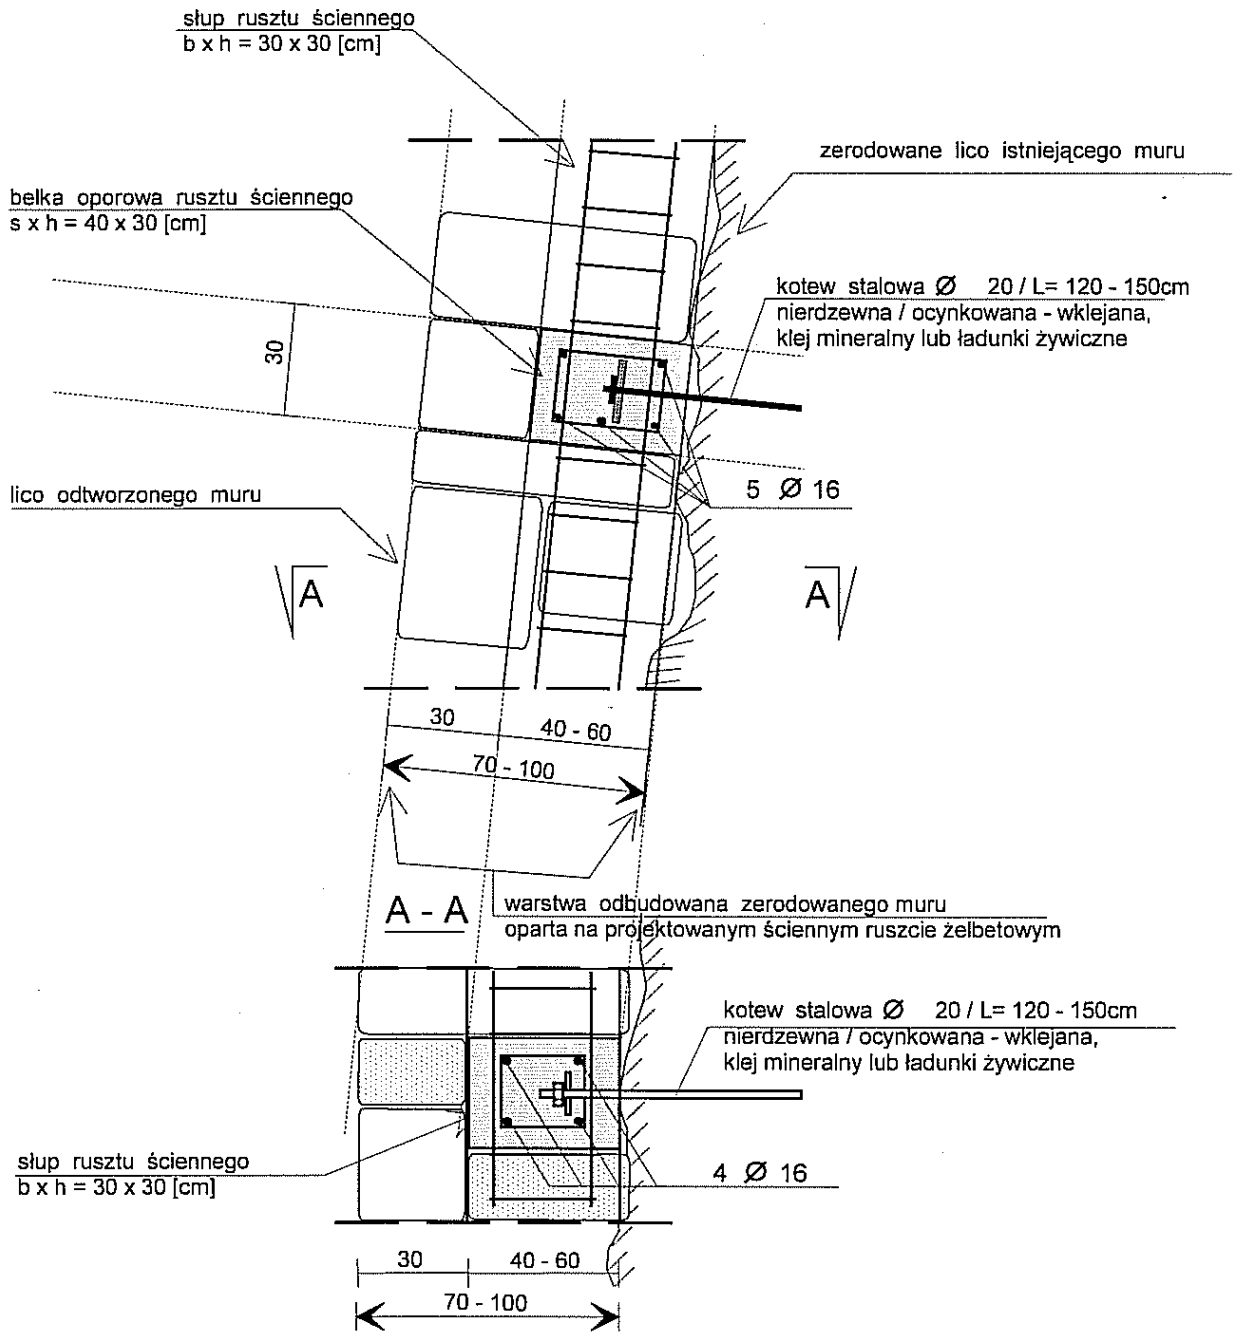 słup rusztu ściennego
b x h = 30 x 30 [cm]
zerodowane lico istniejącego muru
belka oporowa rusztu ściennego
s x h = 40 x 30 [cm]
kotew stalowa Ø 20 / L= 120 - 150cm
nierdzewna / ocynkowana - wklejana,
klej mineralny lub ładunki żywiczne
30
5 Ø 16
lico odtworzonego muru
A A
30 40 - 60
70 - 100
A - A
warstwa odbudowana zerodowanego muru
oparta na projektowanym ściennym ruszcie żelbetowym
kotew stalowa Ø 20 / L= 120 - 150cm
nierdzewna / ocynkowana - wklejana,
klej mineralny lub ładunki żywiczne
słup rusztu ściennego
b x h = 30 x 30 [cm]
4 Ø 16
30 40 - 60
70 - 100